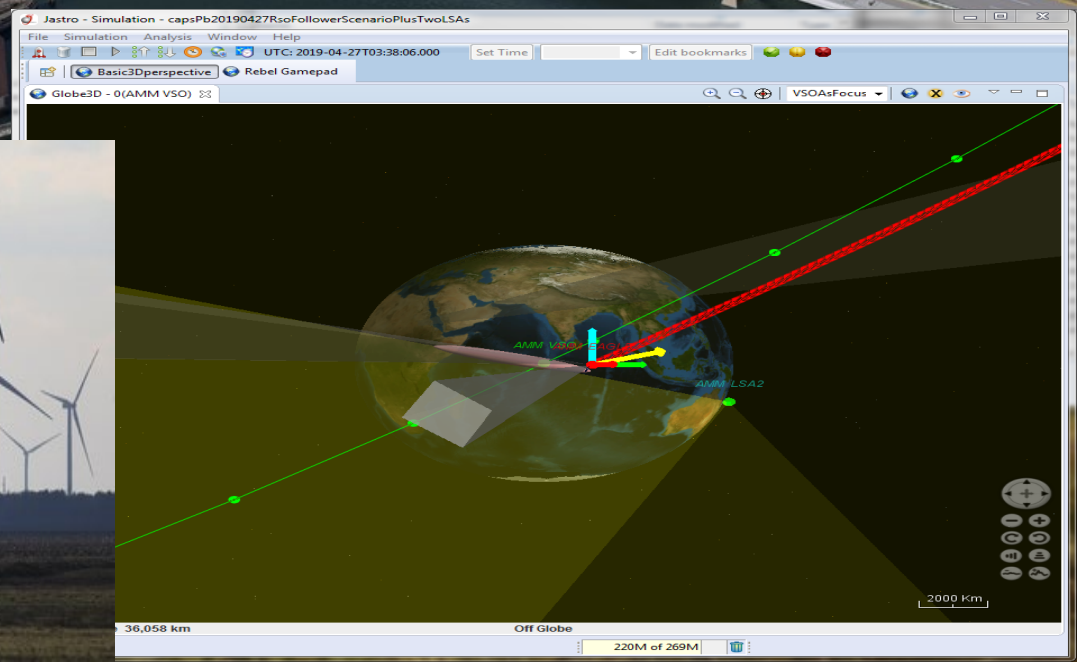 Jastro - Simulation - capsPb20190427RsoFollowerScenarioPlusTwoLSAs
File Simulation Analysis Window Help
UTC: 2019-04-27T03:38:06.000 Set Time Edit bookmarks
Basic3Dperspective Rebel Gamepad
Globe3D - 0(AMM VSO) VSOAsFocus
AMM VSO
AMM LSA2
2000 Km
36,058 km Off Globe
220M of 269M